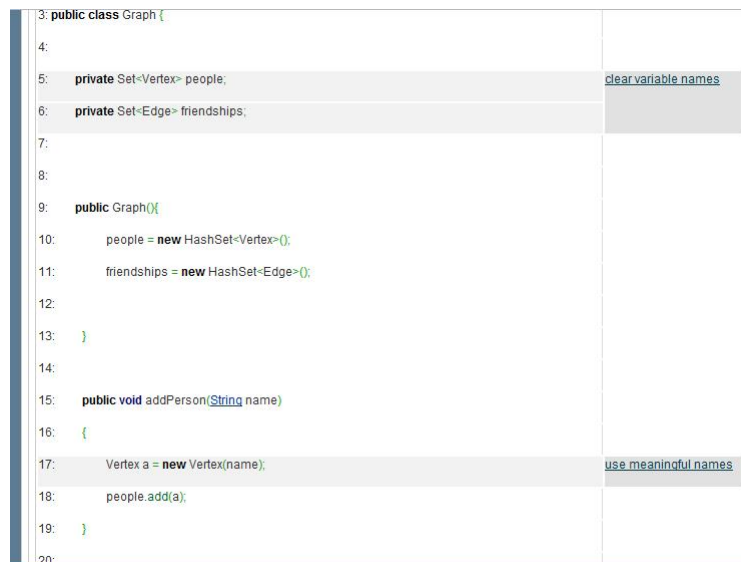 3: public class Graph {
4:
5: private Set<Vertex> people; clear variable names
6: private Set<Edge> friendships;
7:
8:
9: public Graph(){
10: people = new HashSet<Vertex>();
11: friendships = new HashSet<Edge>();
12:
13: }
14:
15: public void addPerson(String name)
16: {
17: Vertex a = new Vertex(name); use meaningful names
18: people.add(a);
19: }
20: